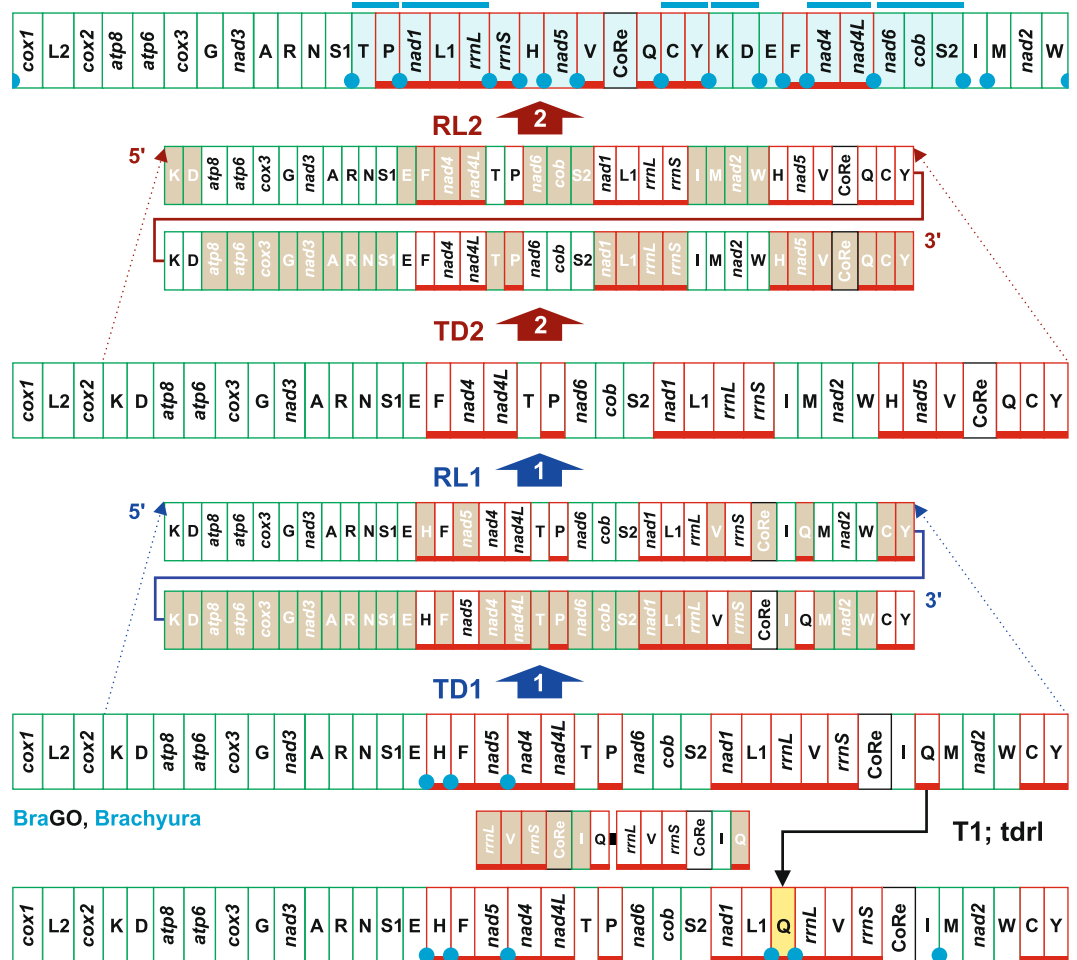 cox1 L2 cox2 atp8 atp6 cox3 G nad3 A R N S1 T P nad1 L1 rrnL rrnS H nad5 V CoRe Q C Y K D E F nad4 nad4L nad6 cob S2 I M nad2 W
RL2 2
5' K D atp8 atp6 cox3 G nad3 A R N S1 E F nad4 nad4L T P nad6 cob S2 nad1 L1 rrnL rrnS I M nad2 W H nad5 V CoRe Q C Y
K D atp8 atp6 cox3 G nad3 A R N S1 E F nad4 nad4L T P nad6 cob S2 nad1 L1 rrnL rrnS I M nad2 W H nad5 V CoRe Q C Y 3'
TD2 2
cox1 L2 cox2 K D atp8 atp6 cox3 G nad3 A R N S1 E F nad4 nad4L T P nad6 cob S2 nad1 L1 rrnL rrnS I M nad2 W H nad5 V CoRe Q C Y
RL1 1
5' K D atp8 atp6 cox3 G nad3 A R N S1 E H F nad5 nad4 nad4L T P nad6 cob S2 nad1 L1 rrnL V rrnS CoRe I Q M nad2 W C Y
K D atp8 atp6 cox3 G nad3 A R N S1 E H F nad5 nad4 nad4L T P nad6 cob S2 nad1 L1 rrnL V rrnS CoRe I Q M nad2 W C Y 3'
TD1 1
cox1 L2 cox2 K D atp8 atp6 cox3 G nad3 A R N S1 E H F nad5 nad4 nad4L T P nad6 cob S2 nad1 L1 rrnL V rrnS CoRe I Q M nad2 W C Y
BraGO, Brachyura
rrnL V rrnS CoRe I Q rrnL V rrnS CoRe I Q
T1; tdrl
cox1 L2 cox2 K D atp8 atp6 cox3 G nad3 A R N S1 E H F nad5 nad4 nad4L T P nad6 cob S2 nad1 L1 Q rrnL V rrnS CoRe I M nad2 W C Y